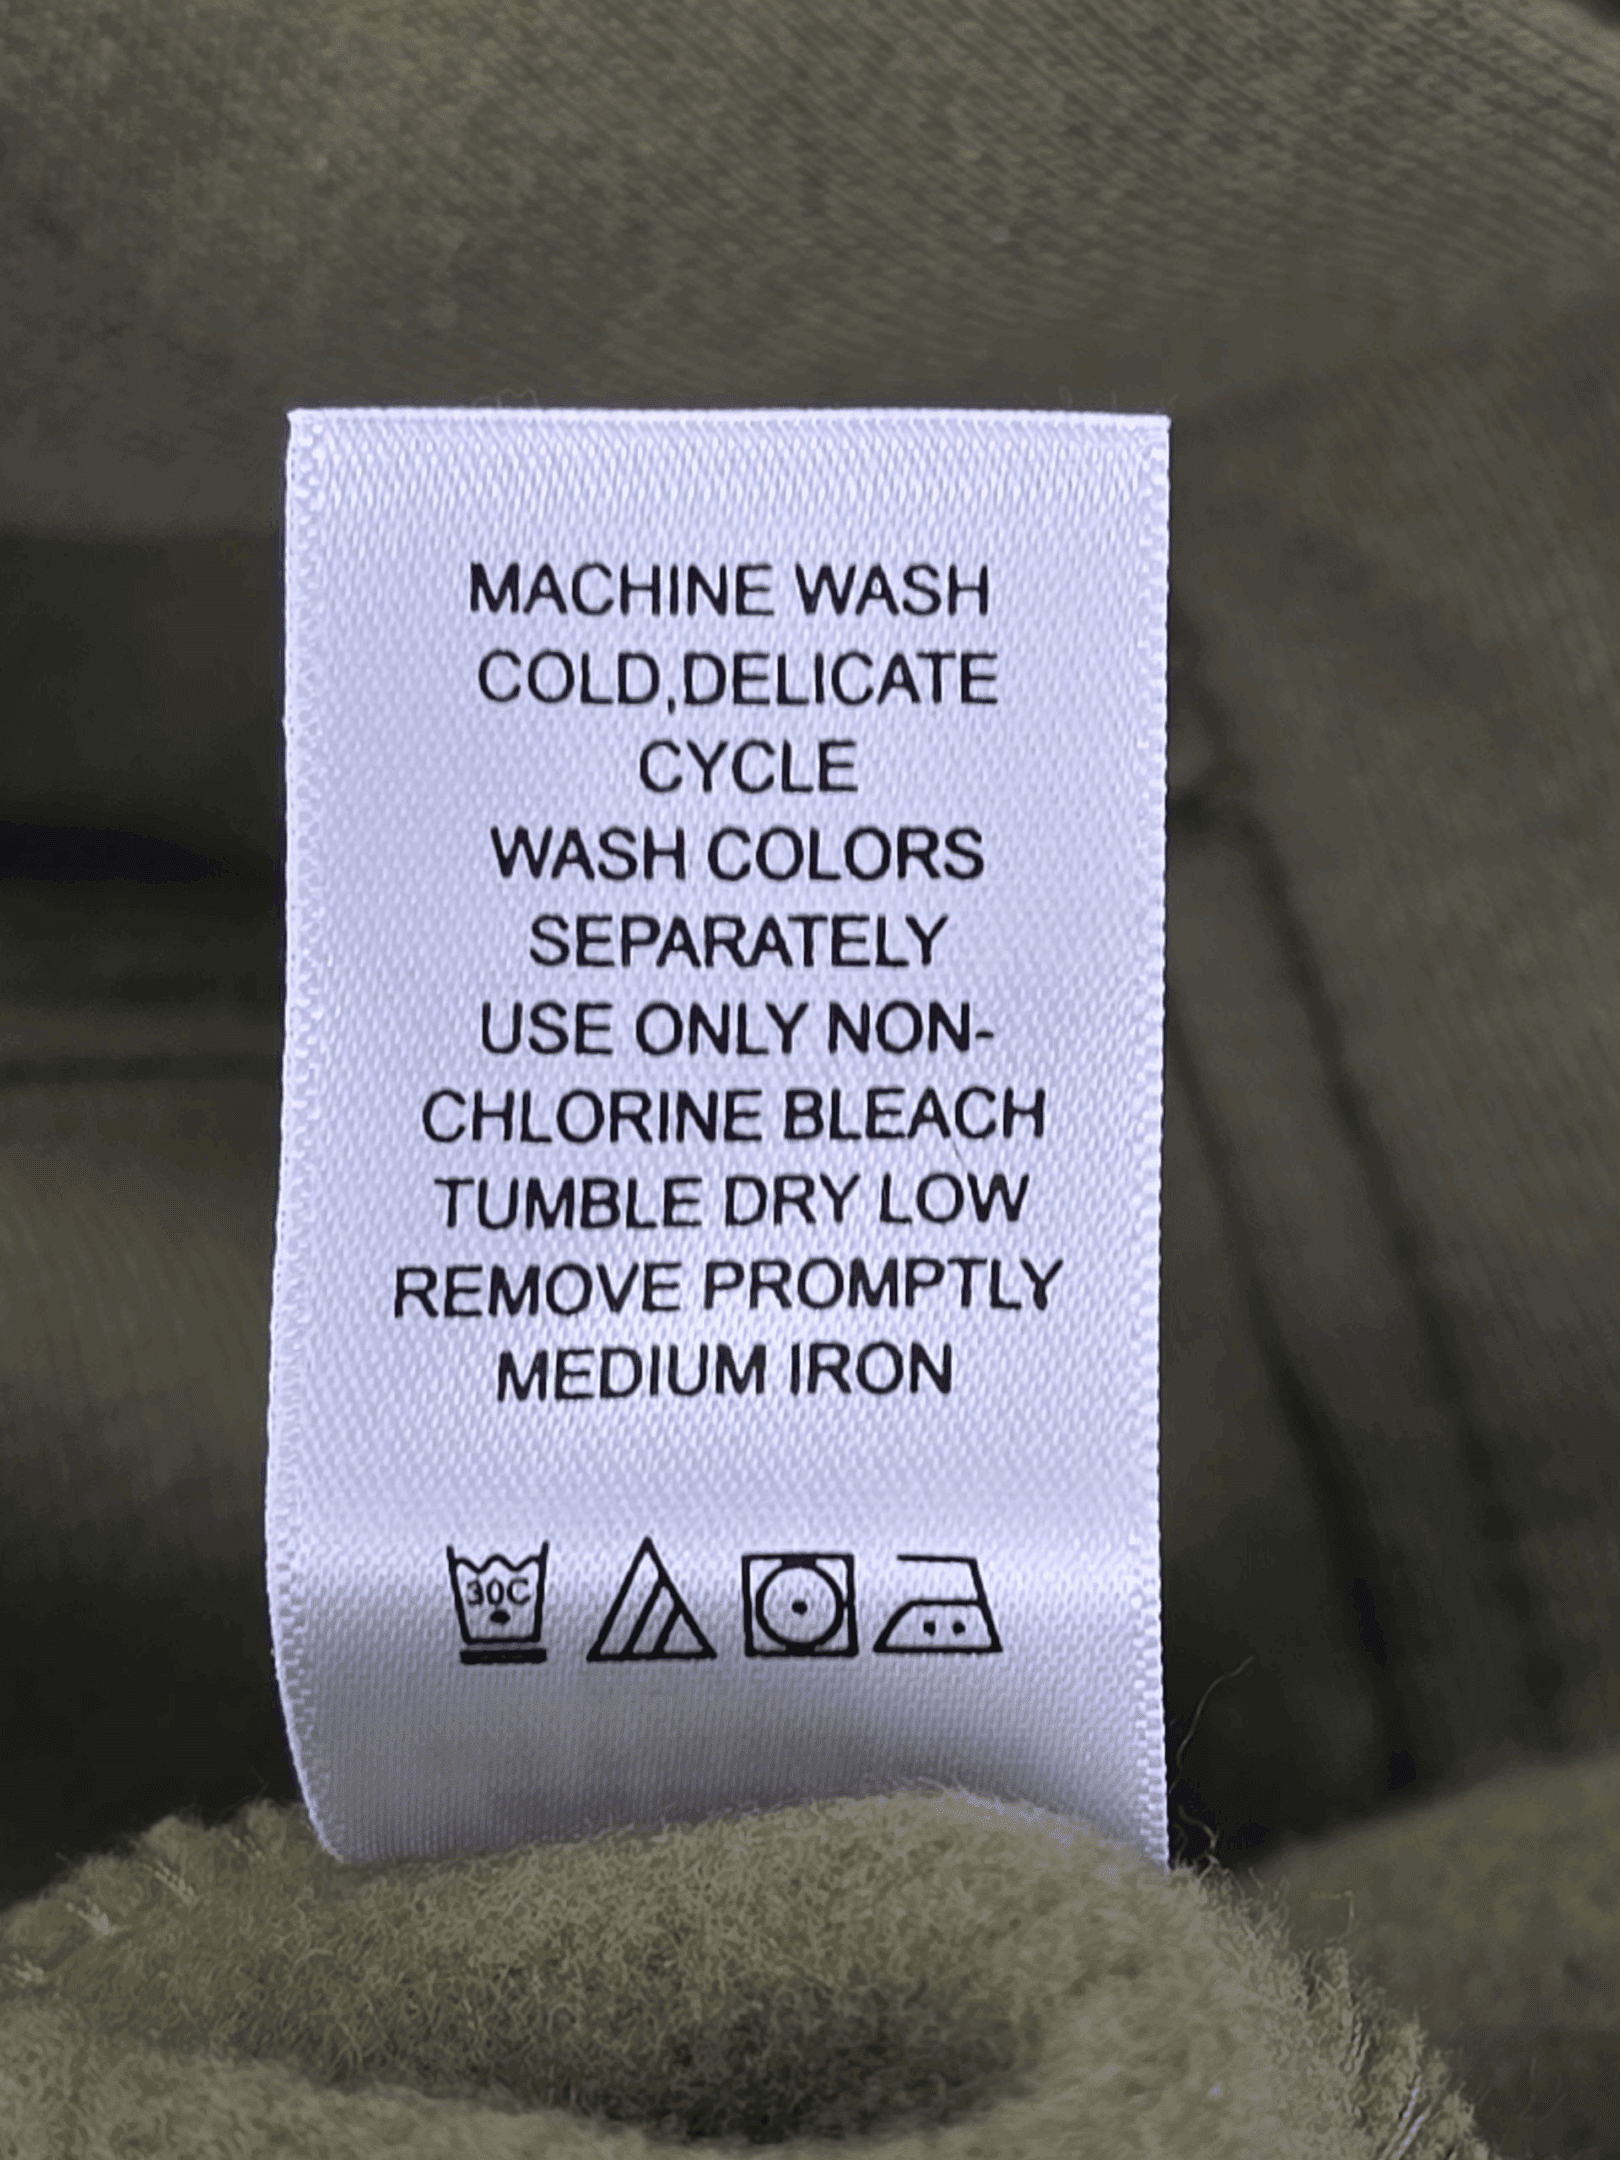 MACHINE WASH
COLD,DELICATE
CYCLE
WASH COLORS
SEPARATELY
USE ONLY NON-
CHLORINE BLEACH
TUMBLE DRY LOW
REMOVE PROMPTLY
MEDIUM IRON
30C